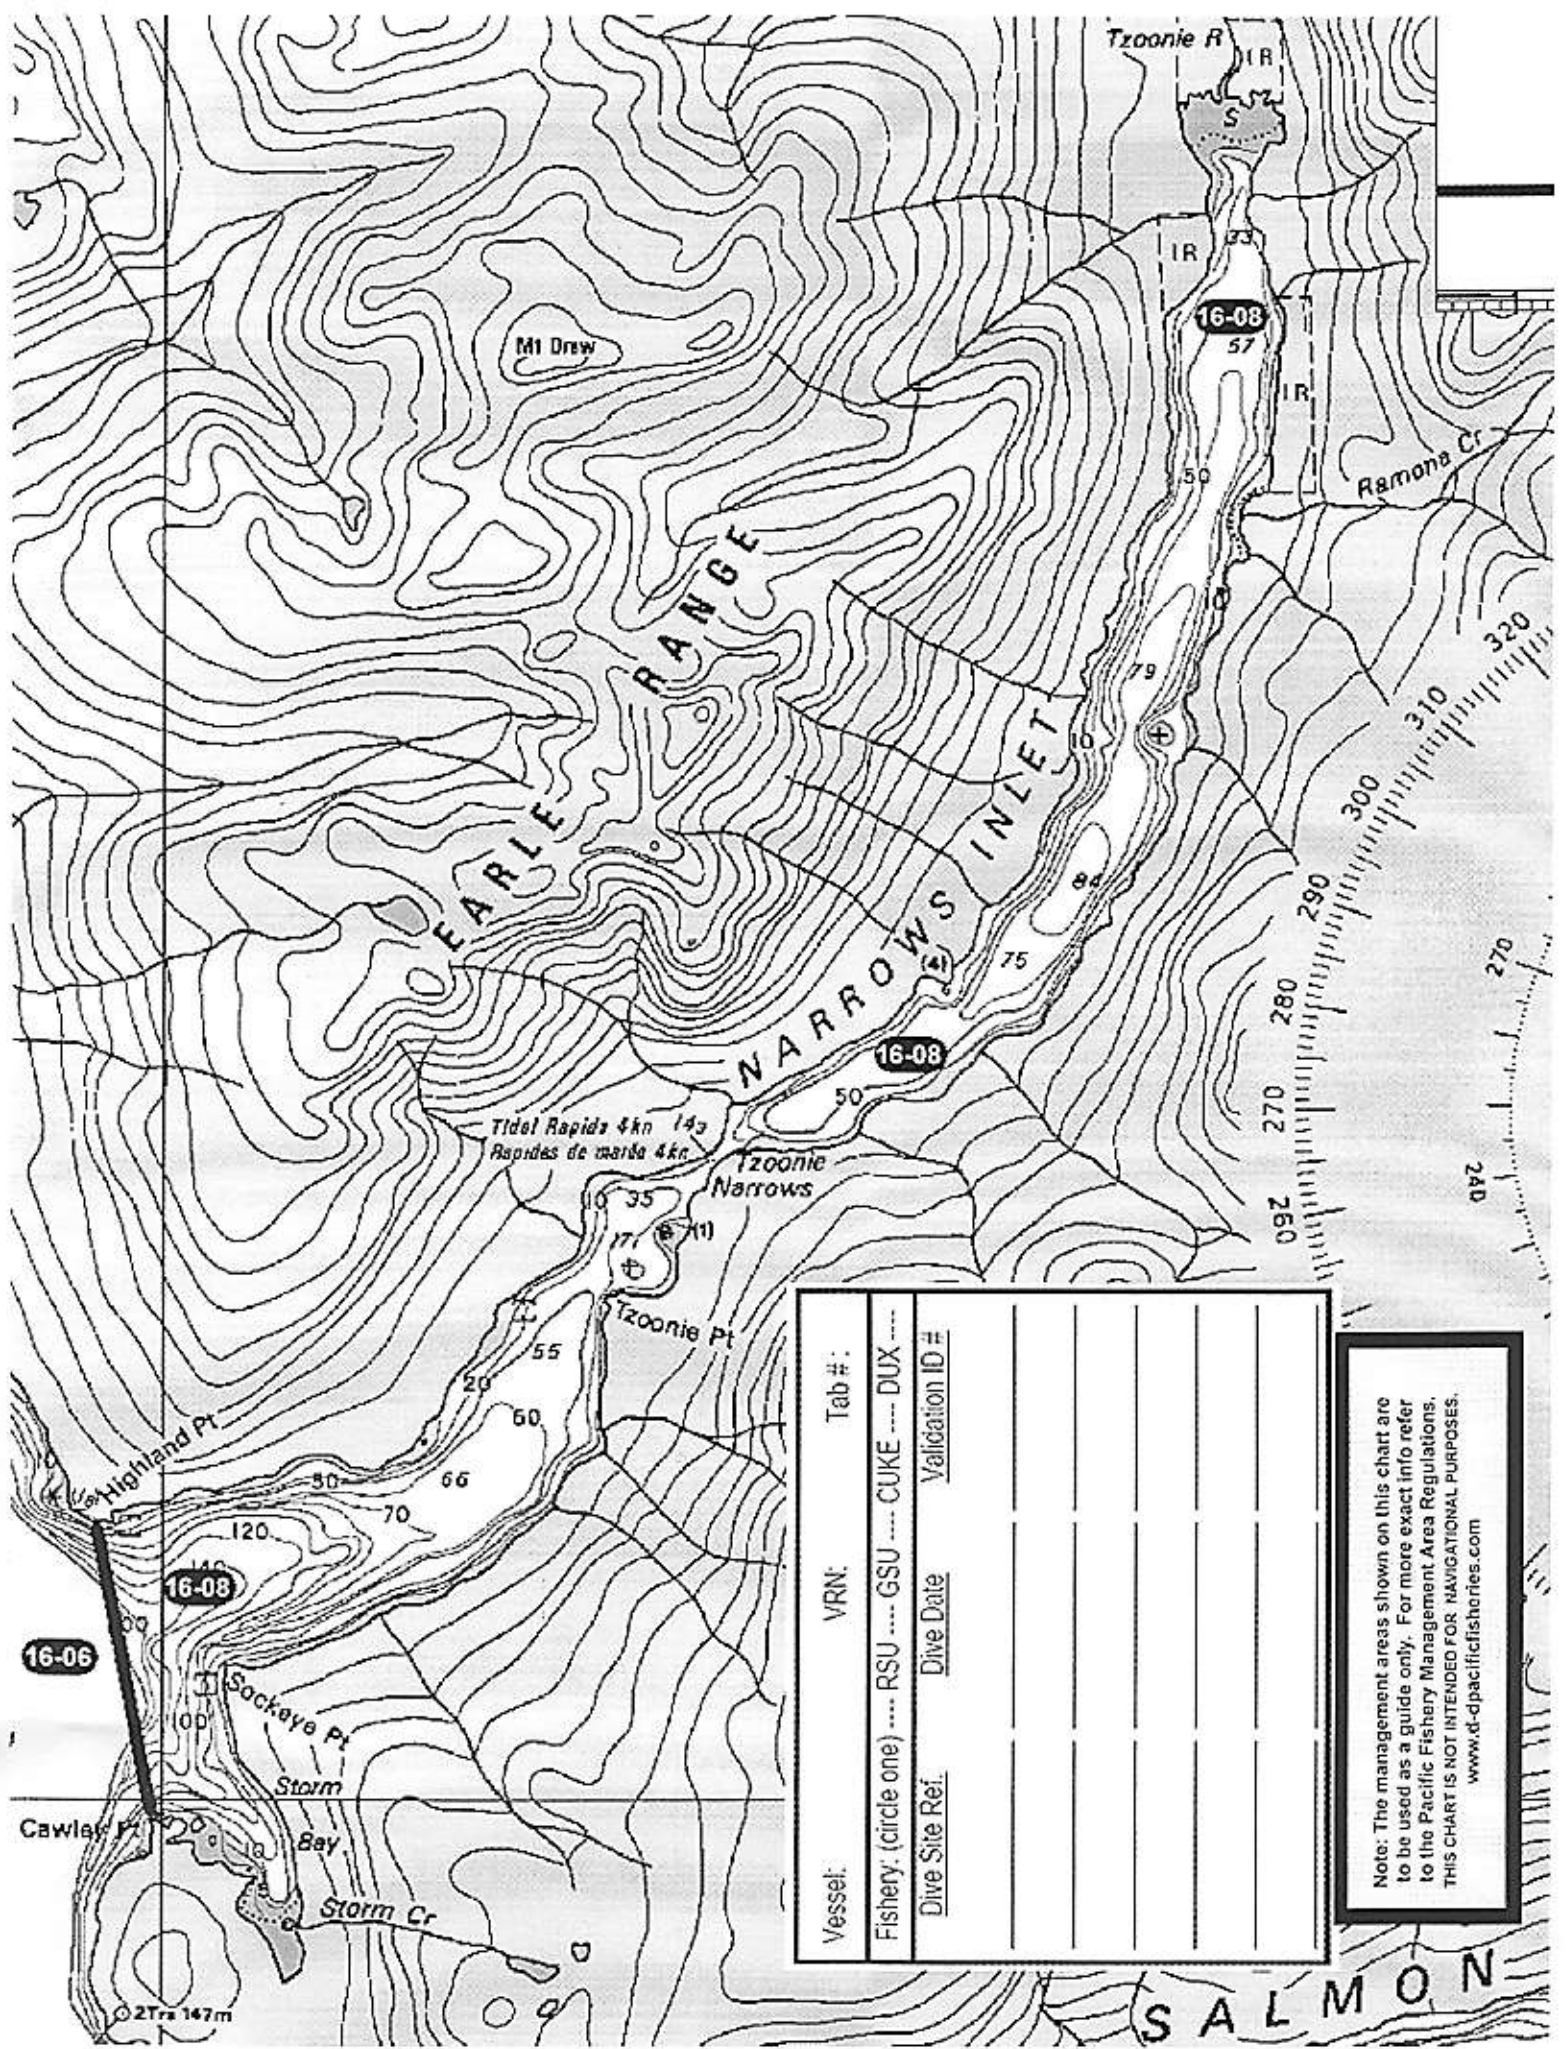 Tzoonie R
I R
S
33
I R
16-08
57
Mt Drew
I R
50
Ramona Cr
10
320
79
310
10
300
84
290
EARLE RANGE
NARROWS INLET
(4)
75
270
280
16-08
50
270
Tidal Rapids 4kn
Rapides de marée 4kn
Tzoonie
Narrows
240
260
10
35
(1)
17
Tzoonie Pt
55
20
60
Highland Pt
50
66
70
120
140
16-08
16-06
Sockeye Pt
Storm
Bay
Cawley Pt
10
Storm Cr
2Trs 147m
SALMON
Vessel: VRN: Tab #:
Fishery: (circle one) ---- RSU ---- GSU ---- CUKE ---- DUX ----
Dive Site Ref. Dive Date Validation ID #
Note: The management areas shown on this chart are
to be used as a guide only. For more exact info refer
to the Pacific Fishery Management Area Regulations.
THIS CHART IS NOT INTENDED FOR NAVIGATIONAL PURPOSES.
www.d-dpacificfisheries.com